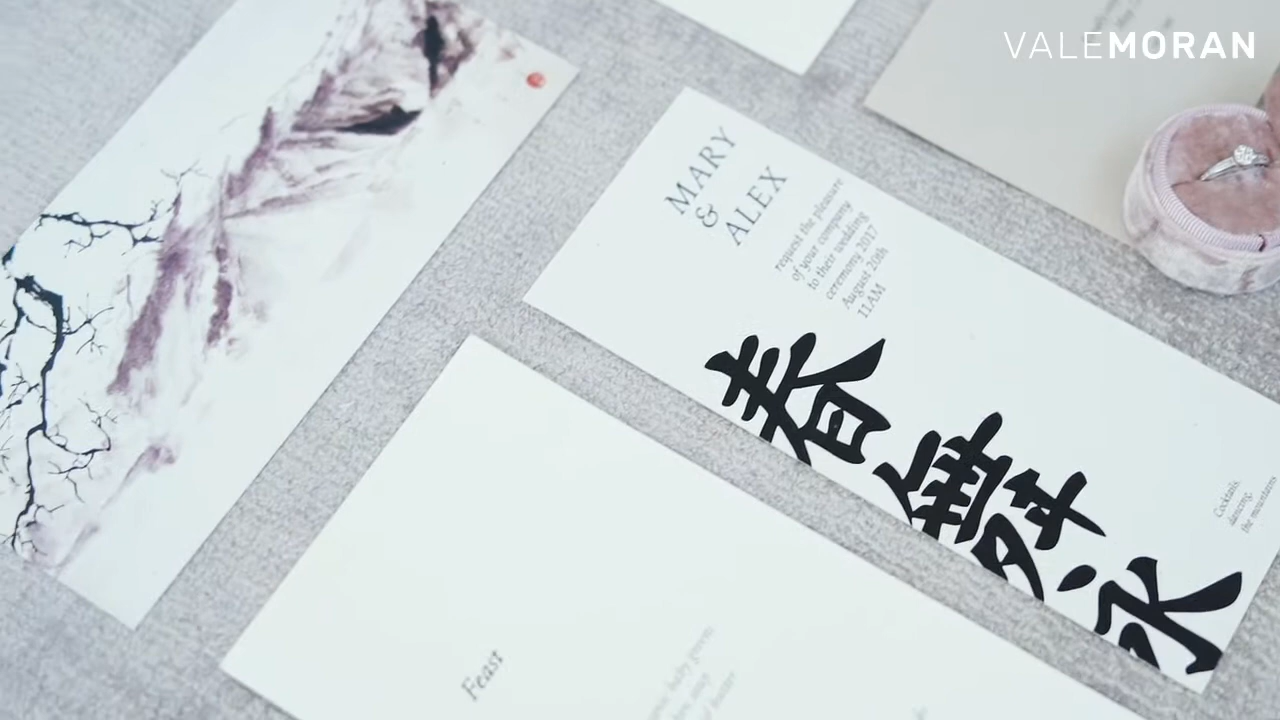 VALEMORAN
MARY
&
ALEX
request the pleasure
of your company
to their wedding
ceremony 2017
August 20th
11AM
春舞氷
Cocktails,
dancing,
the mountains
Feast